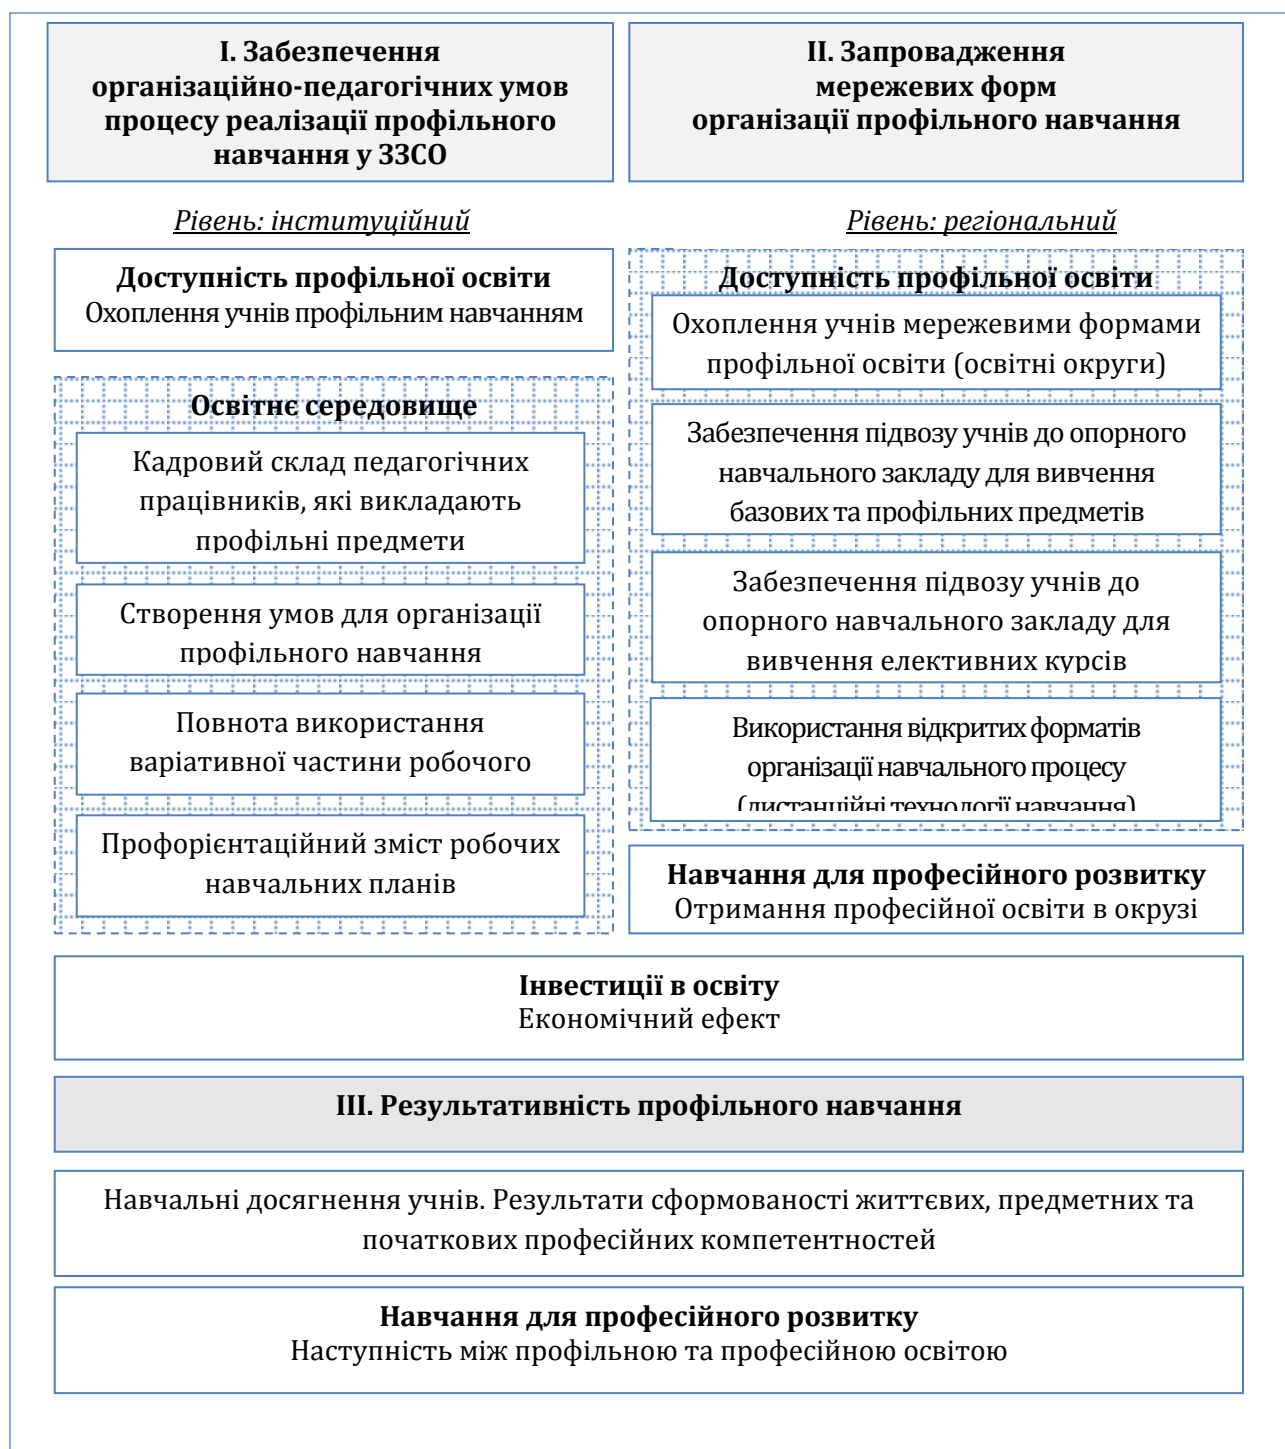 І. Забезпечення
організаційно-педагогічних умов
процесу реалізації профільного
навчання у ЗЗСО
Рівень: інституційний
Доступність профільної освіти
Охоплення учнів профільним навчанням
Освітнє середовище
Кадровий склад педагогічних
працівників, які викладають
профільні предмети
Створення умов для організації
профільного навчання
Повнота використання
варіативної частини робочого
Профорієнтаційний зміст робочих
навчальних планів
ІІ. Запровадження
мережевих форм
організації профільного навчання
Рівень: регіональний
Доступність профільної освіти
Охоплення учнів мережевими формами
профільної освіти (освітні округи)
Забезпечення підвозу учнів до опорного
навчального закладу для вивчення
базових та профільних предметів
Забезпечення підвозу учнів до
опорного навчального закладу для
вивчення елективних курсів
Використання відкритих форматів
організації навчального процесу
(дистанційні технології навчання)
Навчання для професійного розвитку
Отримання професійної освіти в окрузі
Інвестиції в освіту
Економічний ефект
ІІІ. Результативність профільного навчання
Навчальні досягнення учнів. Результати сформованості життєвих, предметних та
початкових професійних компетентностей
Навчання для професійного розвитку
Наступність між профільною та професійною освітою